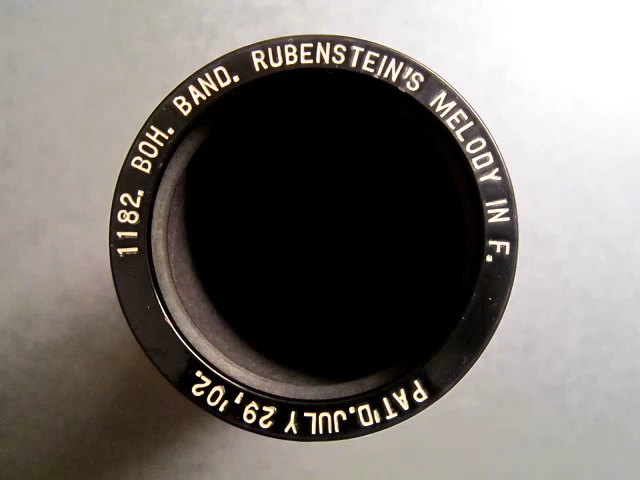 1182. BOH. BAND. RUBENSTEIN'S MELODY IN F.
PAT'D. JULY 29, '02.